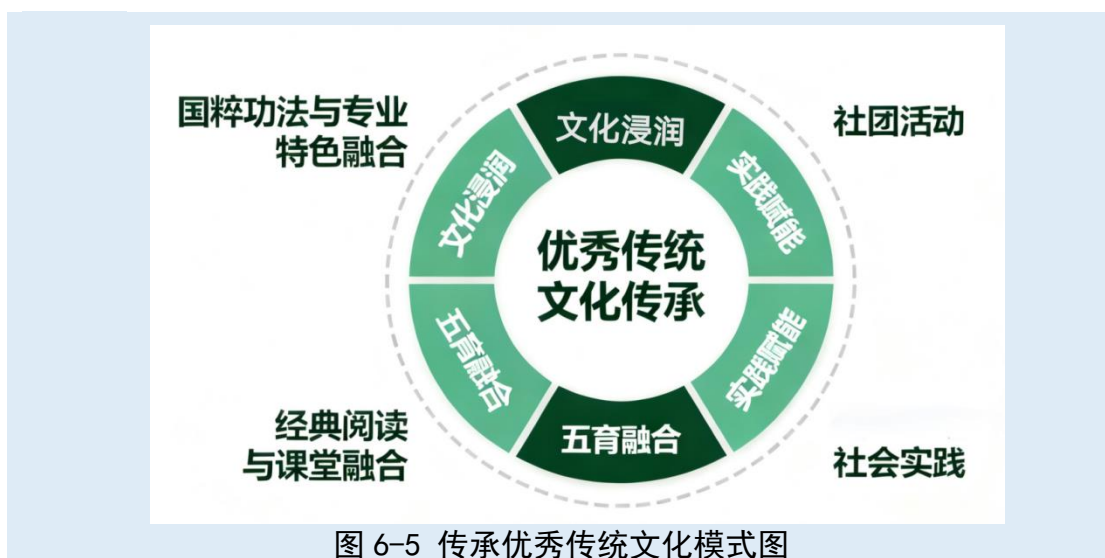 国粹功法与专业
特色融合
社团活动
文化浸润
文化浸润
实践赋能
优秀传统
文化传承
五育融合
实践赋能
五育融合
经典阅读
与课堂融合
社会实践
图 6-5 传承优秀传统文化模式图